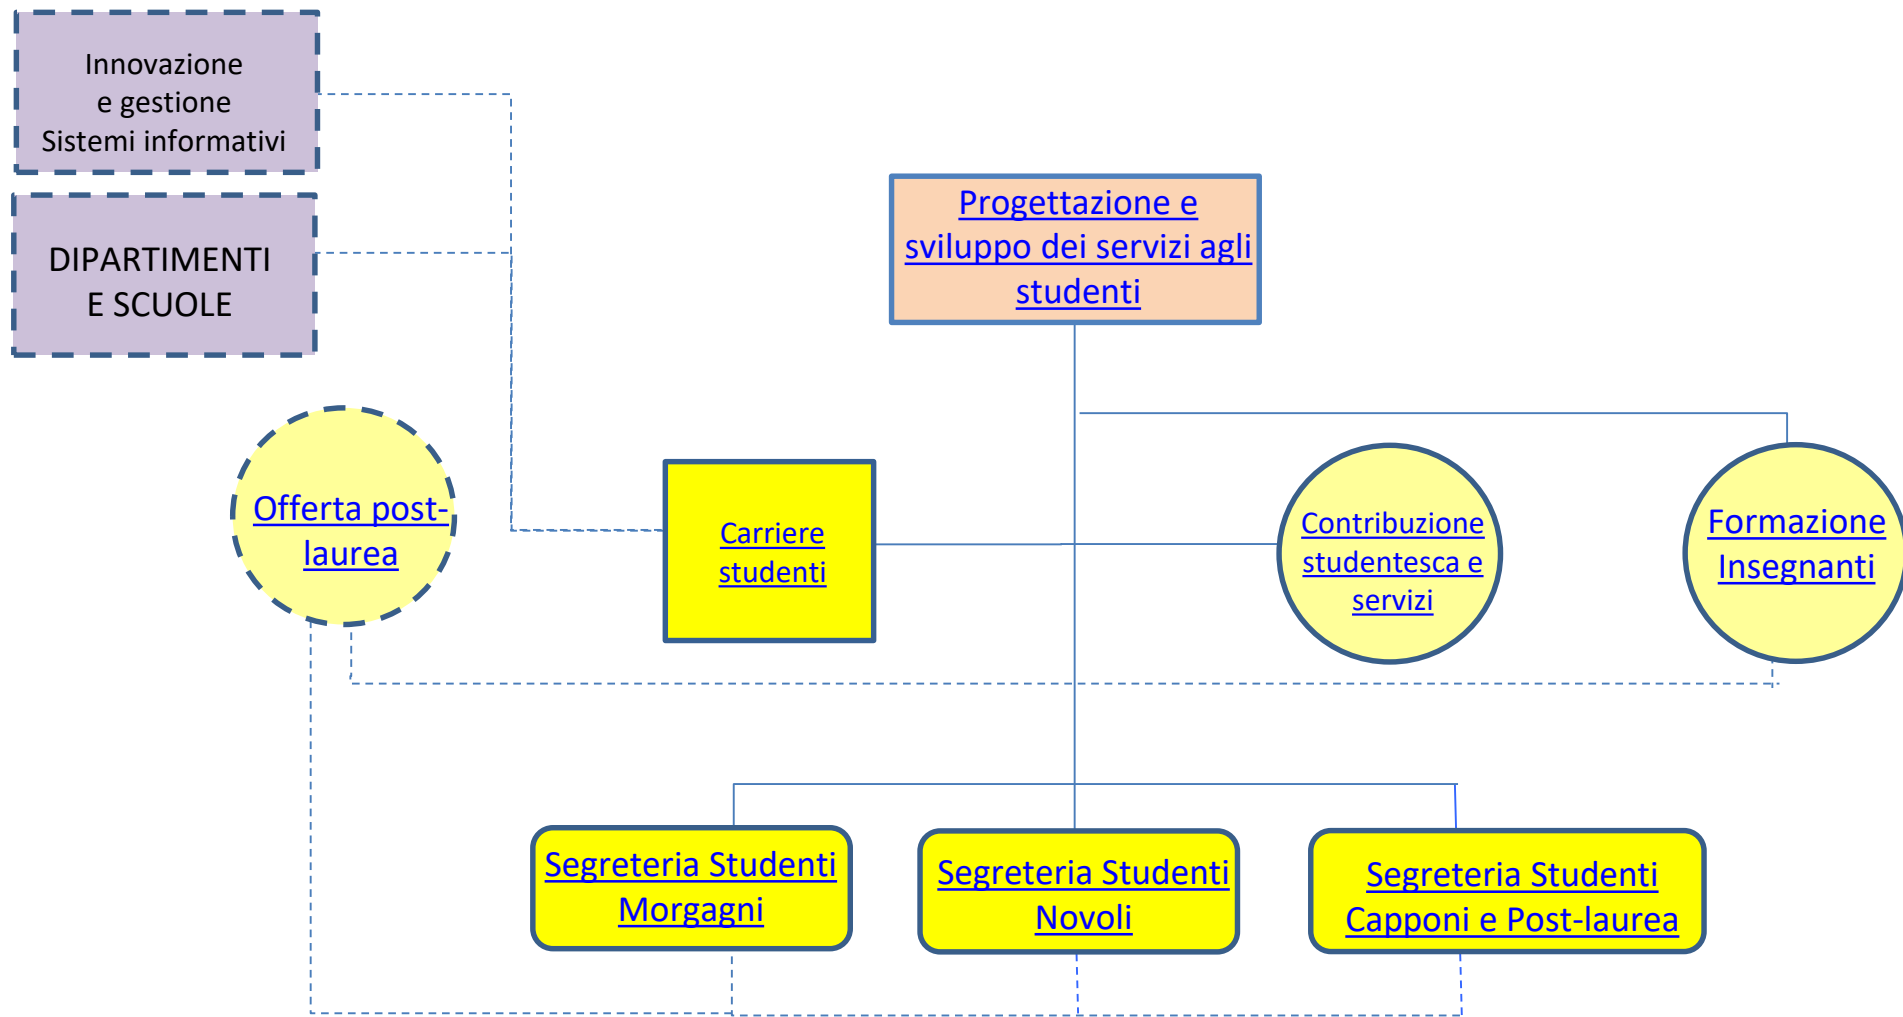 Innovazione
e gestione
Sistemi informativi
DIPARTIMENTI
E SCUOLE
Progettazione e
sviluppo dei servizi agli
studenti
Offerta post-
laurea
Carriere
studenti
Contribuzione
studentesca e
servizi
Formazione
Insegnanti
Segreteria Studenti
Morgagni
Segreteria Studenti
Novoli
Segreteria Studenti
Capponi e Post-laurea